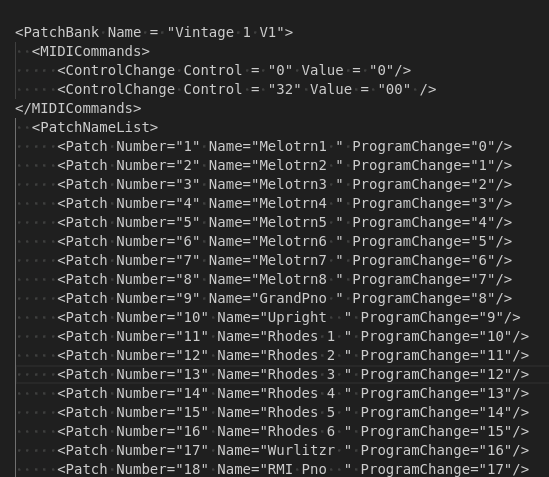 <PatchBank Name = "Vintage 1 V1">
  <MIDICommands>
     <ControlChange Control = "0" Value = "0"/>
     <ControlChange Control = "32" Value = "00" />
</MIDICommands>
  <PatchNameList>
     <Patch Number="1" Name="Melotrn1 " ProgramChange="0"/>
     <Patch Number="2" Name="Melotrn2 " ProgramChange="1"/>
     <Patch Number="3" Name="Melotrn3 " ProgramChange="2"/>
     <Patch Number="4" Name="Melotrn4 " ProgramChange="3"/>
     <Patch Number="5" Name="Melotrn5 " ProgramChange="4"/>
     <Patch Number="6" Name="Melotrn6 " ProgramChange="5"/>
     <Patch Number="7" Name="Melotrn7 " ProgramChange="6"/>
     <Patch Number="8" Name="Melotrn8 " ProgramChange="7"/>
     <Patch Number="9" Name="GrandPno " ProgramChange="8"/>
     <Patch Number="10" Name="Upright  " ProgramChange="9"/>
     <Patch Number="11" Name="Rhodes 1 " ProgramChange="10"/>
     <Patch Number="12" Name="Rhodes 2 " ProgramChange="11"/>
     <Patch Number="13" Name="Rhodes 3 " ProgramChange="12"/>
     <Patch Number="14" Name="Rhodes 4 " ProgramChange="13"/>
     <Patch Number="15" Name="Rhodes 5 " ProgramChange="14"/>
     <Patch Number="16" Name="Rhodes 6 " ProgramChange="15"/>
     <Patch Number="17" Name="Wurlitzr " ProgramChange="16"/>
     <Patch Number="18" Name="RMI Pno  " ProgramChange="17"/>